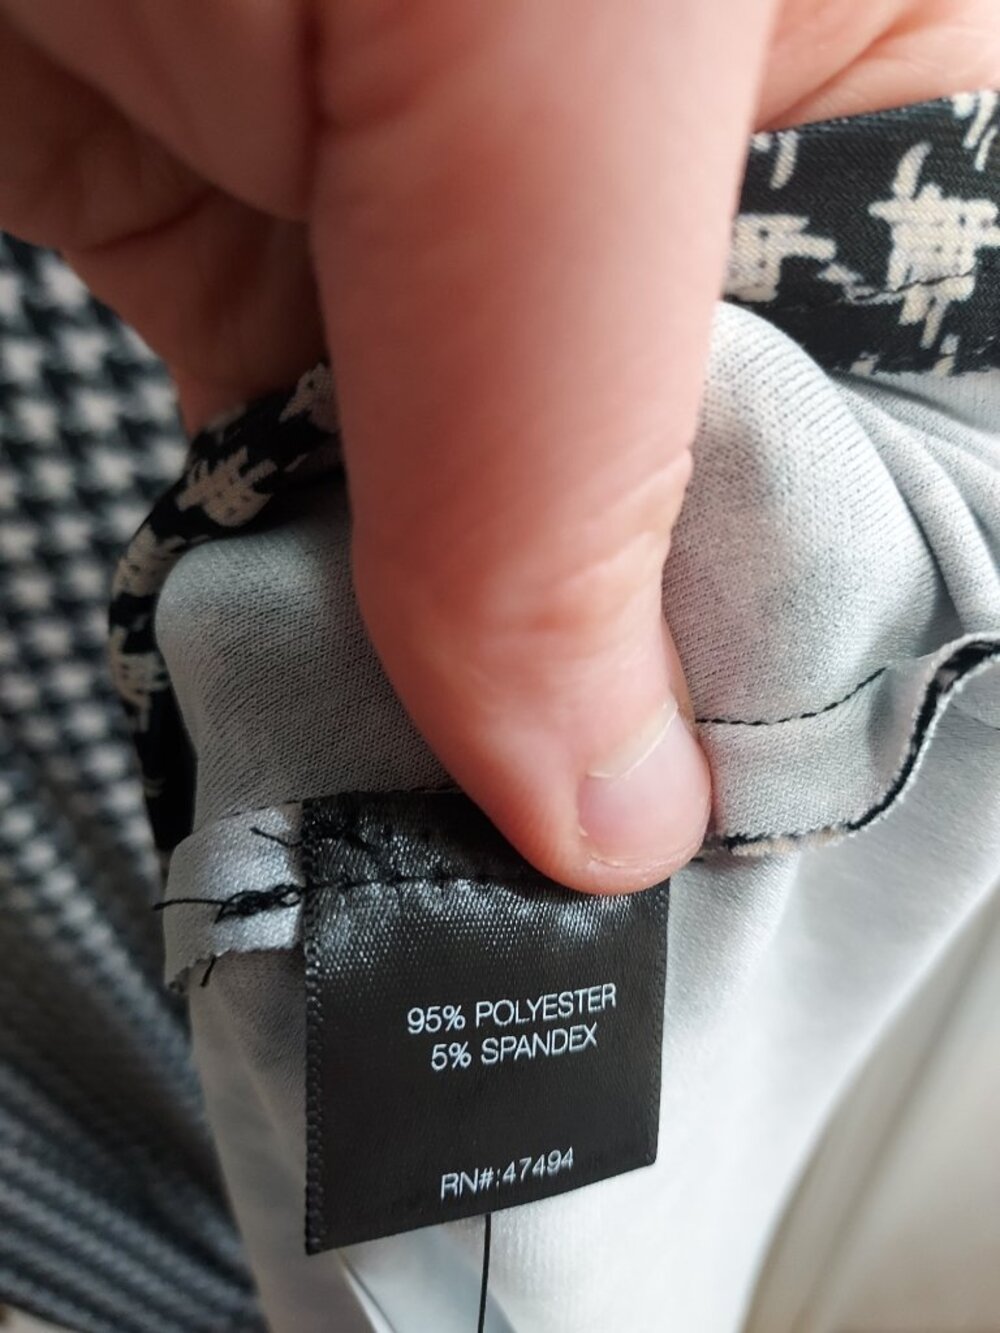 95% POLYESTER
5% SPANDEX
RN#:47494